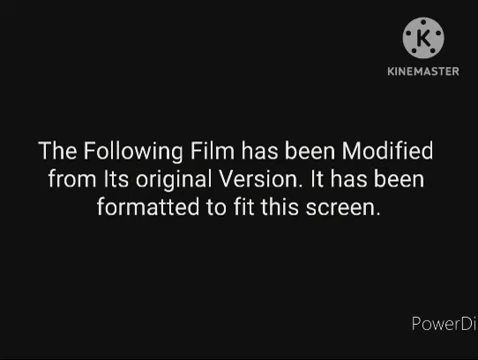 KINEMASTER
The Following Film has been Modified
from Its original Version. It has been
formatted to fit this screen.
PowerDi